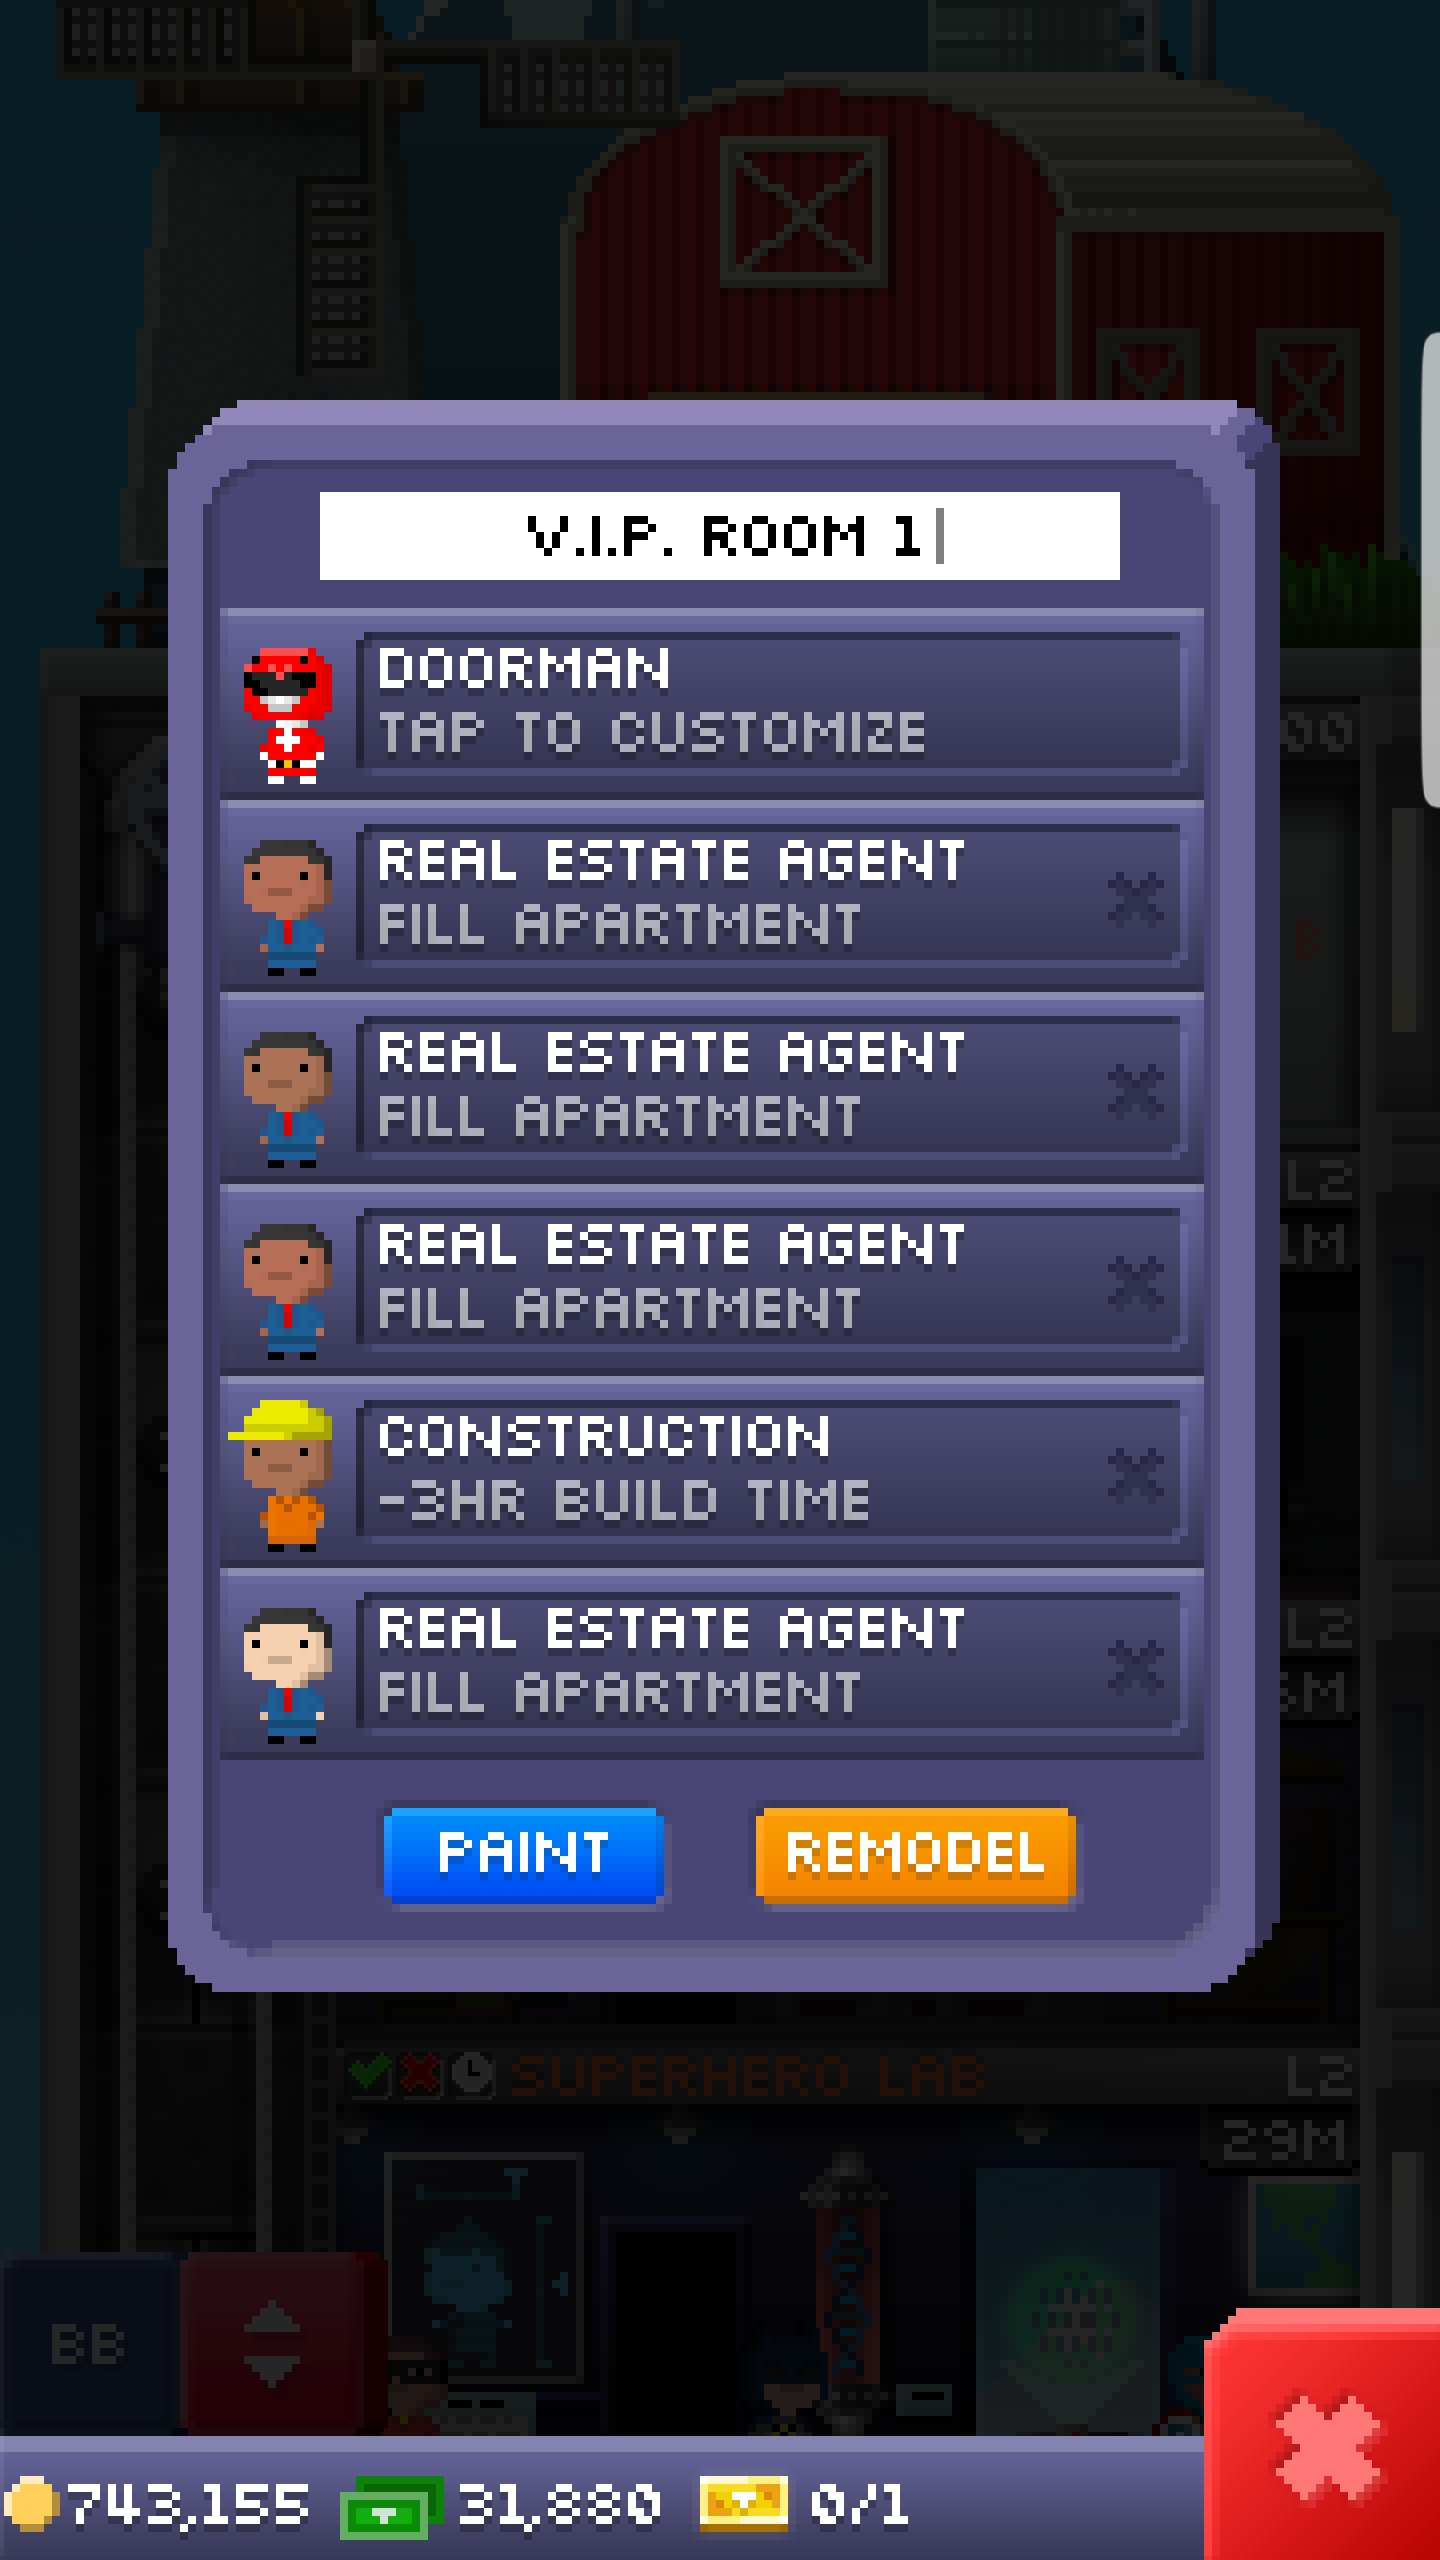 V.I.P. ROOM 1
DOORMAN
TAP TO CUSTOMIZE
REAL ESTATE AGENT
FILL APARTMENT
REAL ESTATE AGENT
FILL APARTMENT
REAL ESTATE AGENT
FILL APARTMENT
CONSTRUCTION
-3HR BUILD TIME
REAL ESTATE AGENT
FILL APARTMENT
PAINT REMODEL
L2
L2
SUPERHERO LAB L2
29M
BB
743,155 31,880 0/1